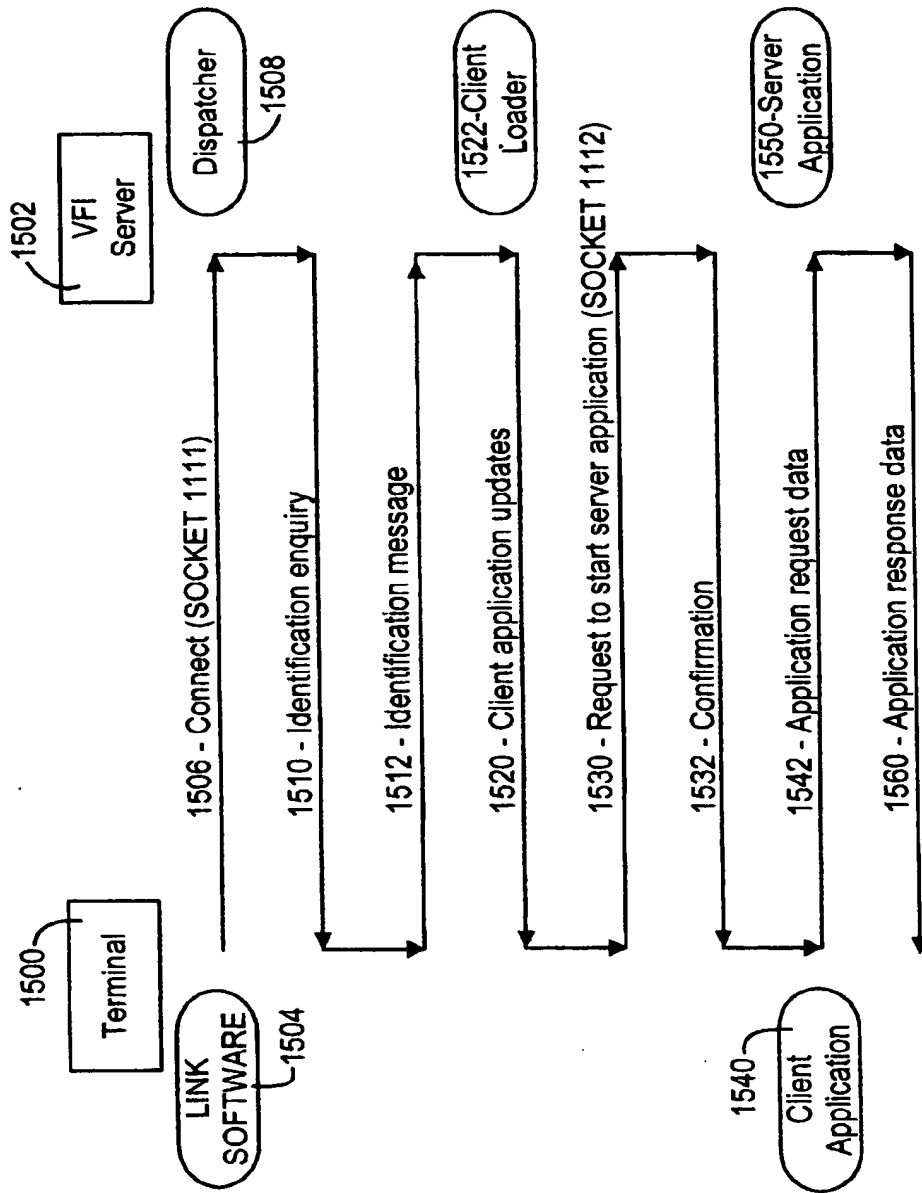 1500
Terminal
1502
VFI
Server
LINK
SOFTWARE
1504
Dispatcher
1508
1506 - Connect (SOCKET 1111)
1510 - Identification enquiry
1512 - Identification message
1522-Client
Loader
1520 - Client application updates
1530 - Request to start server application (SOCKET 1112)
1532 - Confirmation
1540
Client
Application
1550-Server
Application
1542 - Application request data
1560 - Application response data